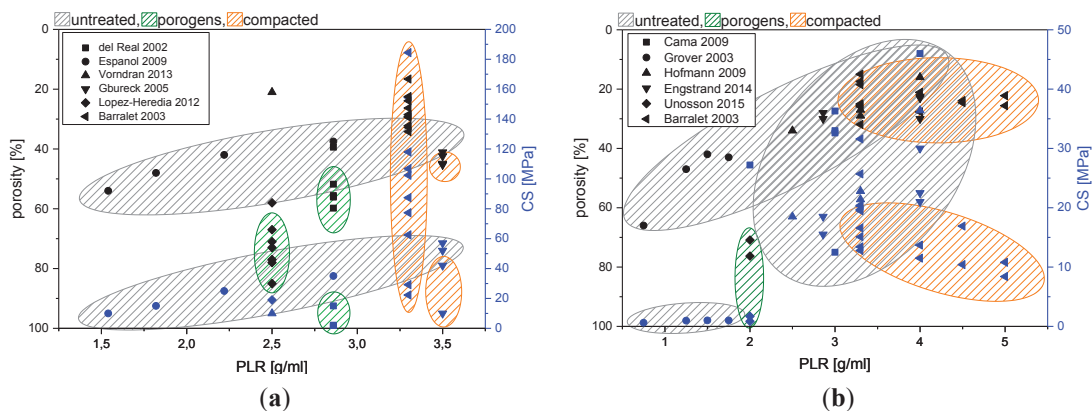 untreated, porogens, compacted
del Real 2002
Espanol 2009
Vorndran 2013
Gbureck 2005
Lopez-Heredia 2012
Barralet 2003
0
20
40
60
80
100
porosity [%]
1,5
2,0
2,5
3,0
3,5
PLR [g/ml]
200
180
160
140
120
100
80
60
40
20
0
CS [MPa]
(a)
untreated, porogens, compacted
Cama 2009
Grover 2003
Hofmann 2009
Engstrand 2014
Unosson 2015
Barralet 2003
0
20
40
60
80
100
porosity [%]
1
2
3
4
5
PLR [g/ml]
50
40
30
20
10
0
CS [MPa]
(b)